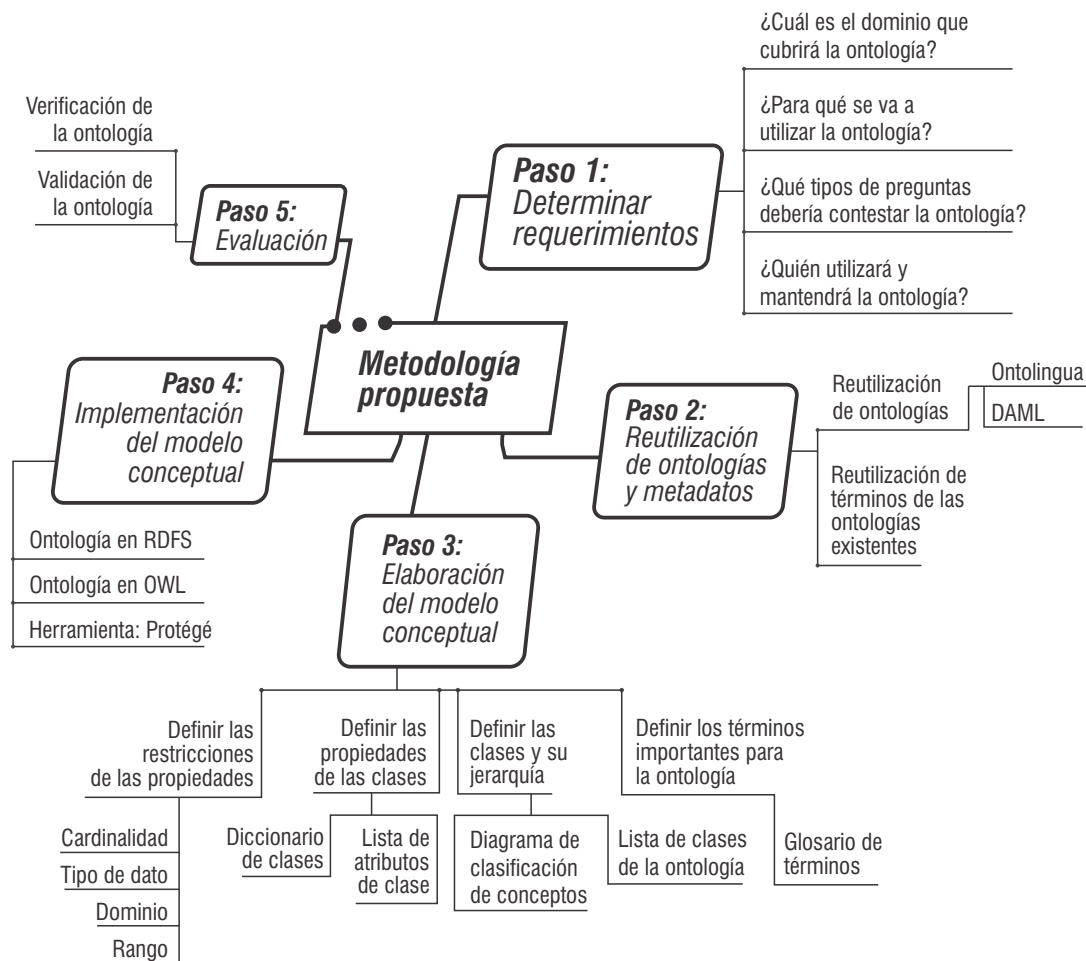 Metodología
propuesta
Paso 1:
Determinar
requerimientos
¿Cuál es el dominio que
cubrirá la ontología?
¿Para qué se va a
utilizar la ontología?
¿Qué tipos de preguntas
debería contestar la ontología?
¿Quién utilizará y
mantendrá la ontología?
Paso 2:
Reutilización
de ontologías
y metadatos
Reutilización
de ontologías
Ontolingua
DAML
Reutilización de
términos de las
ontologías
existentes
Paso 3:
Elaboración
del modelo
conceptual
Definir las
restricciones
de las propiedades
Cardinalidad
Tipo de dato
Dominio
Rango
Definir las
propiedades
de las clases
Diccionario
de clases
Lista de
atributos
de clase
Definir las
clases y su
jerarquía
Diagrama de
clasificación
de conceptos
Lista de clases
de la ontología
Definir los términos
importantes para
la ontología
Glosario de
términos
Paso 4:
Implementación
del modelo
conceptual
Ontología en RDFS
Ontología en OWL
Herramienta: Protégé
Paso 5:
Evaluación
Verificación de
la ontología
Validación de
la ontología